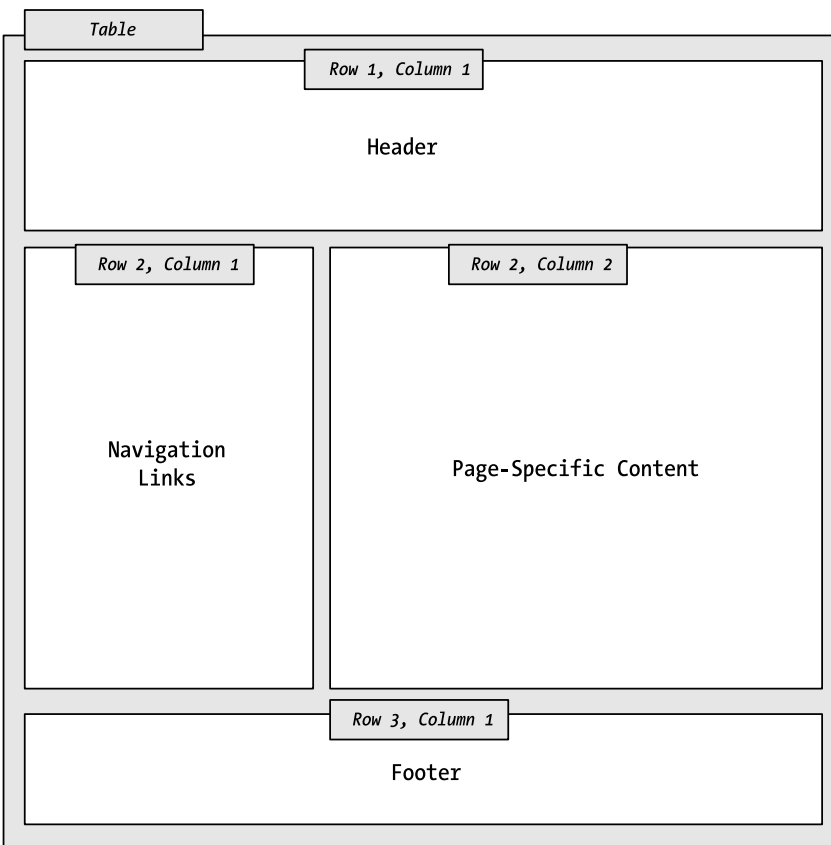 Table
Row 1, Column 1
Header
Row 2, Column 1
Row 2, Column 2
Navigation
Links
Page-Specific Content
Row 3, Column 1
Footer